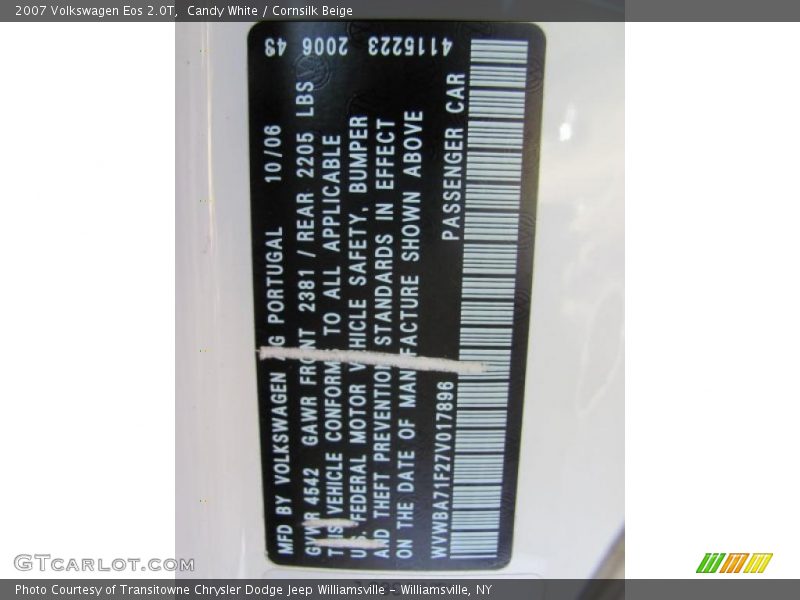 2007 Volkswagen Eos 2.0T,  Candy White / Cornsilk Beige
4S 2006 4115223
MFD BY VOLKSWAGEN AG PORTUGAL 10/06
GVWR 4542 GAWR FRONT 2381 / REAR 2205 LBS
THIS VEHICLE CONFORMS TO ALL APPLICABLE
U.S. FEDERAL MOTOR VEHICLE SAFETY, BUMPER
AND THEFT PREVENTION STANDARDS IN EFFECT
ON THE DATE OF MANUFACTURE SHOWN ABOVE
WVWBA71F27V017896 PASSENGER CAR
GTCarLot.com
Photo Courtesy of Transitowne Chrysler Dodge Jeep Williamsville – Williamsville, NY